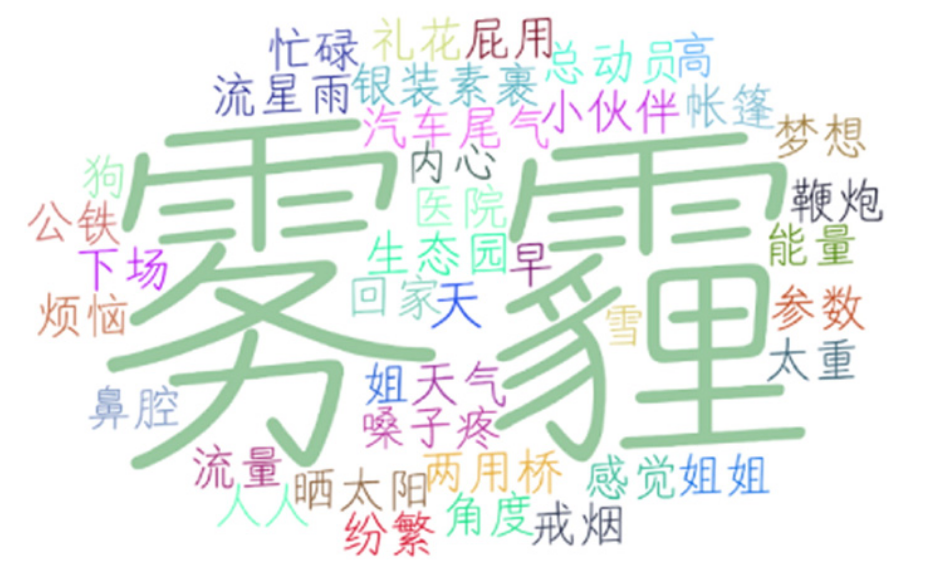 忙碌 礼花 屁用 总动员 高
流星雨 银装素裹 小伙伴 帐篷
汽车尾气 梦想
狗 内心
雾霾
公铁 医院 鞭炮
下场 生态园 早 能量
烦恼 回家 天 雪 参数
姐 天气 太重
鼻腔 嗓子疼
流量 两用桥 感觉 姐姐
人人 晒太阳 角度 戒烟
纷繁